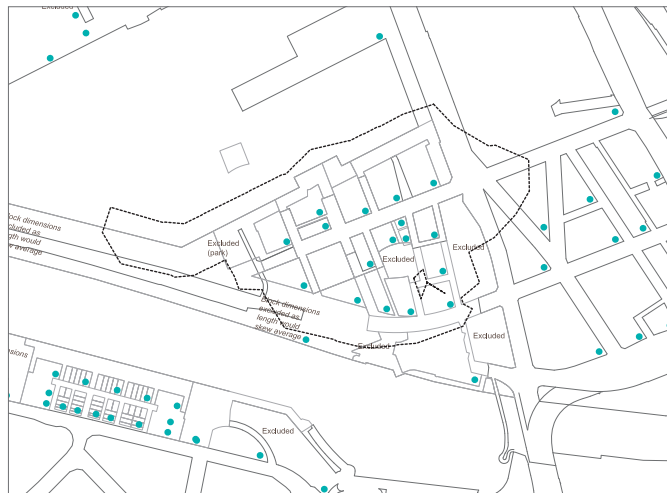 Excluded
Block dimensions
excluded as
length would
skew average
Excluded
(park)
Excluded
Excluded
Block dimensions
excluded as
length would
skew average
Excluded
Excluded
Excluded